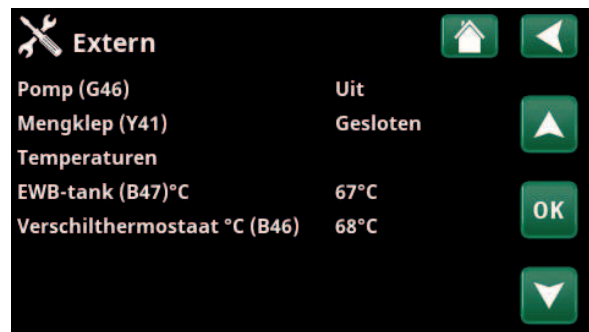 Extern
Pomp (G46) Uit
Mengklep (Y41) Gesloten
Temperaturen
EWB-tank (B47)°C 67°C
Verschilthermostaat °C (B46) 68°C
OK